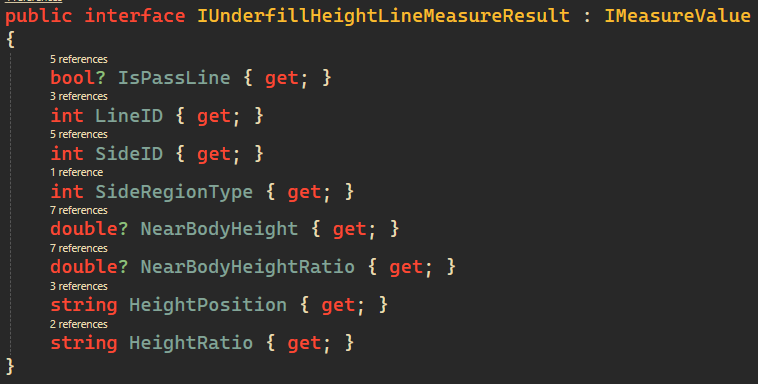 public interface IUnderfillHeightLineMeasureResult : IMeasureValue
{
5 references
bool? IsPassLine { get; }
3 references
int LineID { get; }
5 references
int SideID { get; }
1 reference
int SideRegionType { get; }
7 references
double? NearBodyHeight { get; }
7 references
double? NearBodyHeightRatio { get; }
3 references
string HeightPosition { get; }
2 references
string HeightRatio { get; }
}